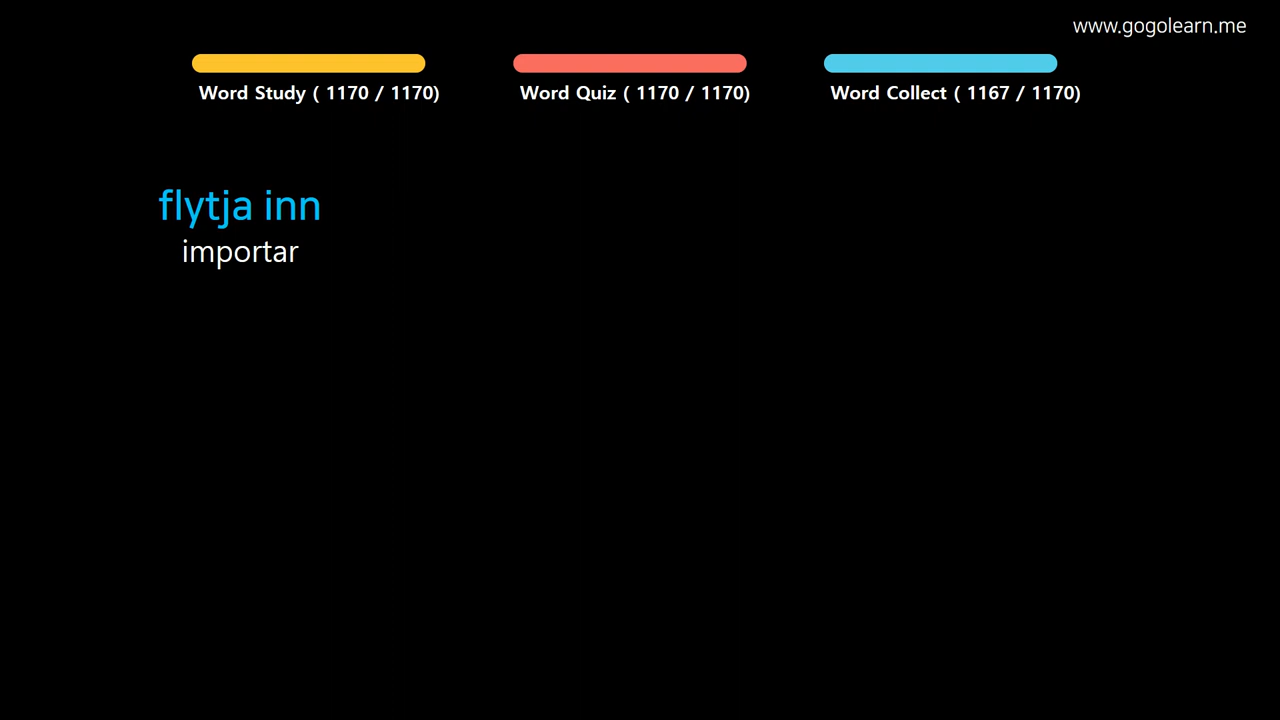 www.gogolearn.me
Word Study ( 1170 / 1170)
Word Quiz ( 1170 / 1170)
Word Collect ( 1167 / 1170)
flytja inn
importar